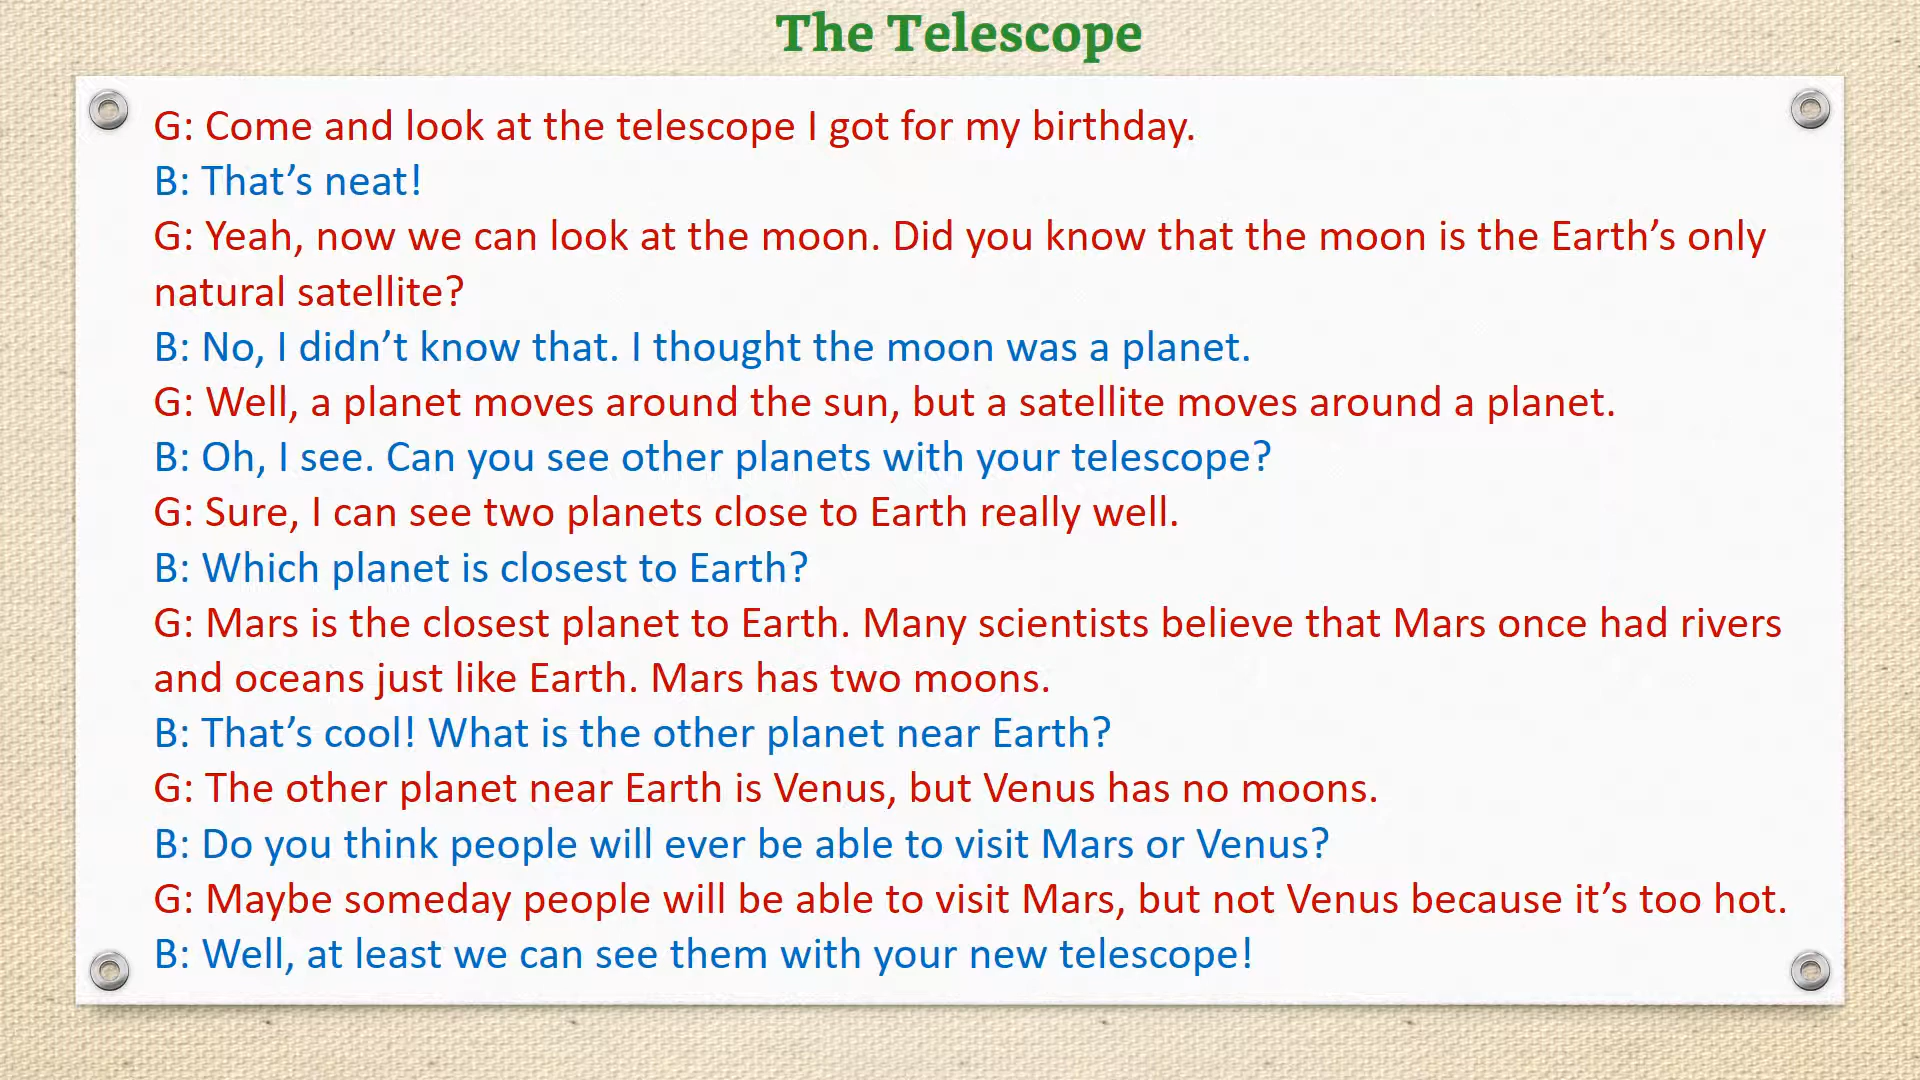 The Telescope
G: Come and look at the telescope I got for my birthday.
B: That’s neat!
G: Yeah, now we can look at the moon. Did you know that the moon is the Earth’s only
natural satellite?
B: No, I didn’t know that. I thought the moon was a planet.
G: Well, a planet moves around the sun, but a satellite moves around a planet.
B: Oh, I see. Can you see other planets with your telescope?
G: Sure, I can see two planets close to Earth really well.
B: Which planet is closest to Earth?
G: Mars is the closest planet to Earth. Many scientists believe that Mars once had rivers
and oceans just like Earth. Mars has two moons.
B: That’s cool! What is the other planet near Earth?
G: The other planet near Earth is Venus, but Venus has no moons.
B: Do you think people will ever be able to visit Mars or Venus?
G: Maybe someday people will be able to visit Mars, but not Venus because it’s too hot.
B: Well, at least we can see them with your new telescope!